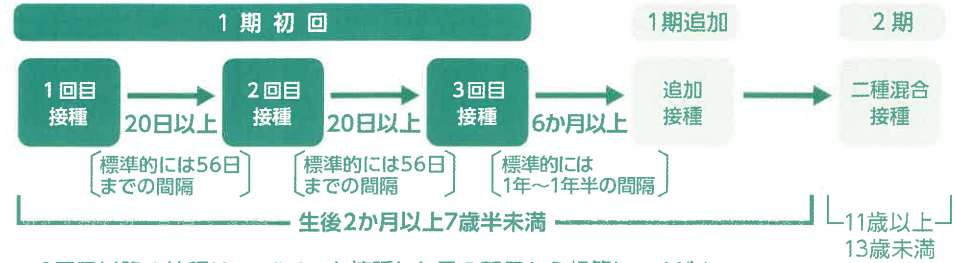 1期初回
1期追加
2期
1回目
接種
20日以上
2回目
接種
20日以上
3回目
接種
6か月以上
追加
接種
二種混合
接種
標準的には56日
までの間隔
標準的には56日
までの間隔
標準的には
1年~1年半の間隔
生後2か月以上7歳半未満
11歳以上
13歳未満